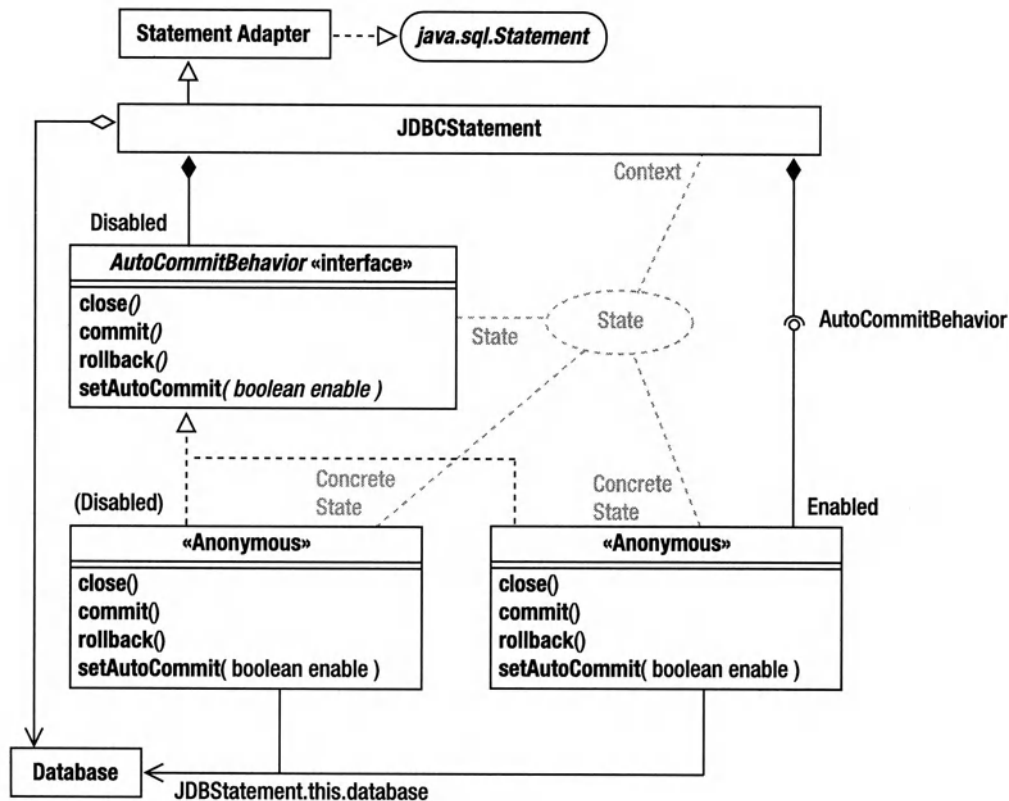 Statement Adapter
java.sql.Statement
JDBCStatement
Context
Disabled
AutoCommitBehavior «interface»
close()
commit()
rollback()
setAutoCommit( boolean enable )
State
State
AutoCommitBehavior
Concrete
State
Concrete
State
(Disabled)
Enabled
«Anonymous»
close()
commit()
rollback()
setAutoCommit( boolean enable )
«Anonymous»
close()
commit()
rollback()
setAutoCommit( boolean enable )
Database
JDBStatement.this.database